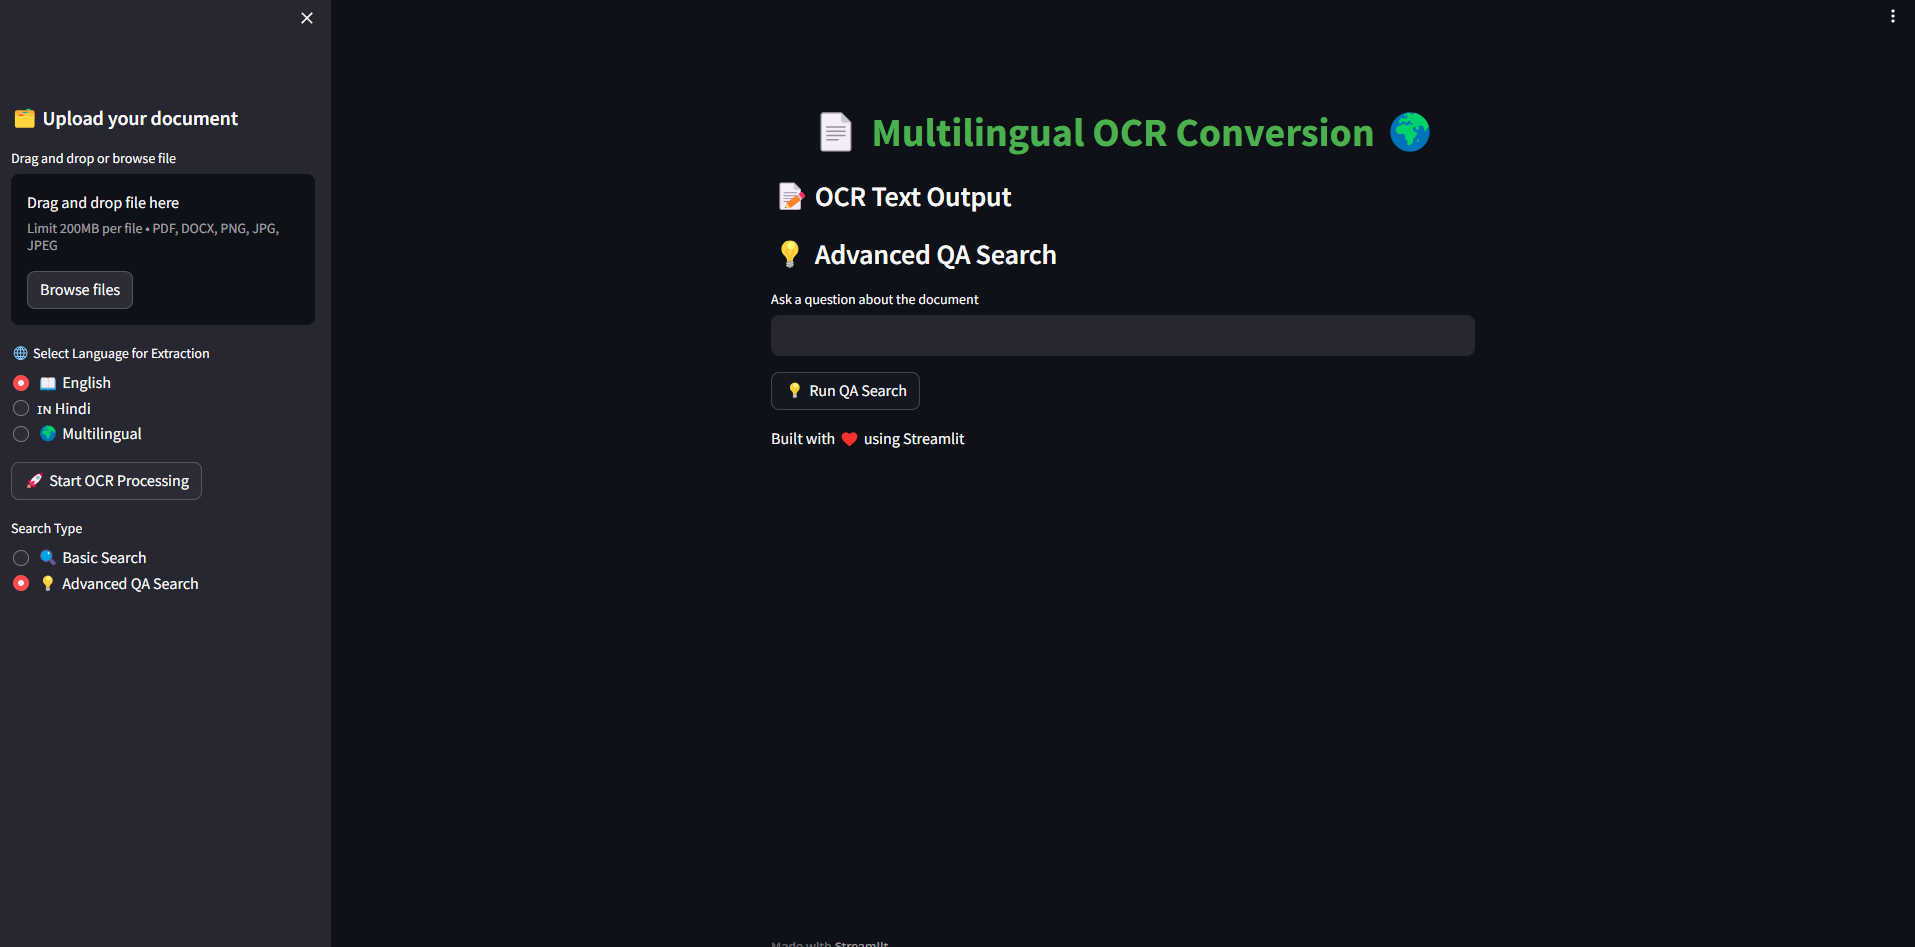 Upload your document
Drag and drop or browse file
Drag and drop file here
Limit 200MB per file • PDF, DOCX, PNG, JPG,
JPEG
Browse files
Select Language for Extraction
English
IN Hindi
Multilingual
Start OCR Processing
Search Type
Basic Search
Advanced QA Search
Multilingual OCR Conversion
OCR Text Output
Advanced QA Search
Ask a question about the document
Run QA Search
Built with ❤️ using Streamlit
Made with Streamlit